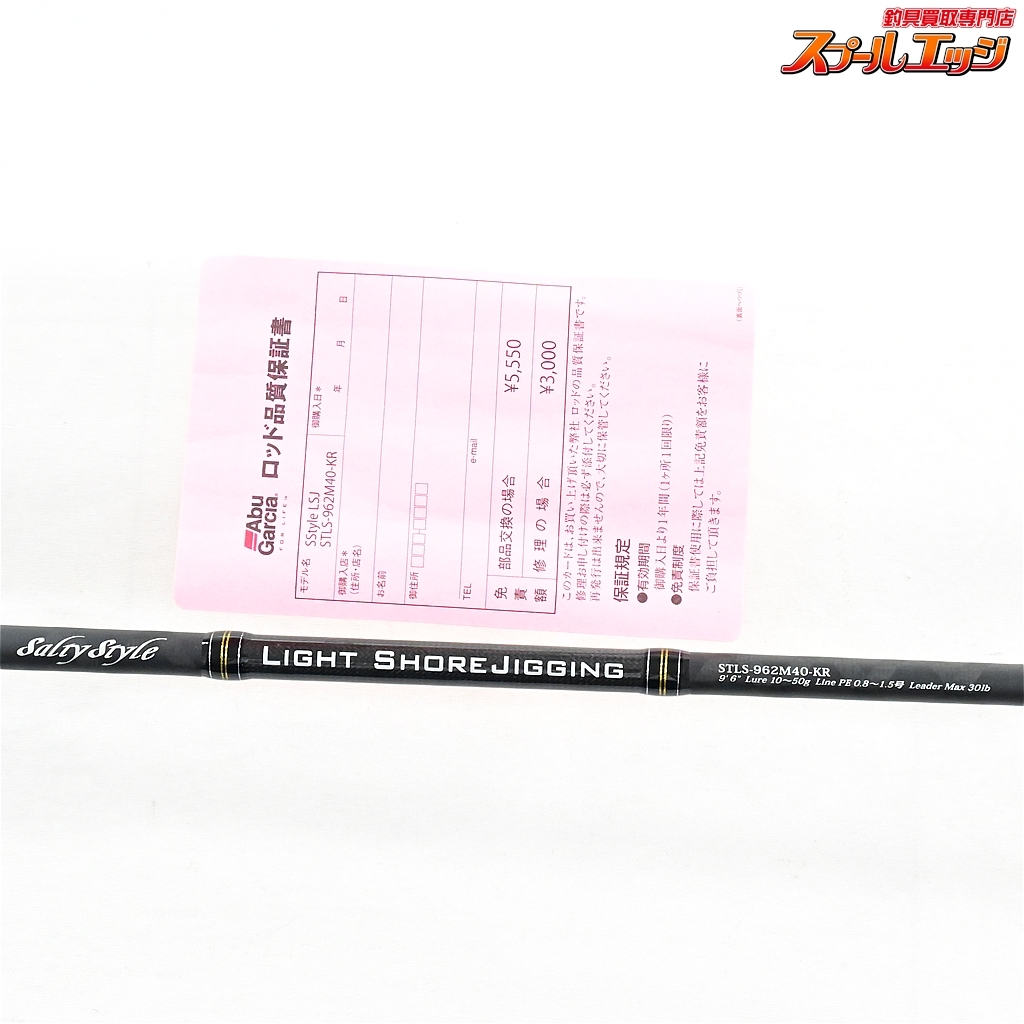 釣具買取専門店
スプールエッジ
Abu
Garcia®
FOR LIFE™
ロッド品質保証書
モデル名
SStyle LSJ
STLS-962M40-KR
御購入日*
年 月 日
御購入店*
(住所・店名)
お名前
御住所
□□□-□□□□
TEL
e-mail
免責額
部品交換の場合
¥5,550
修理の場合
¥3,000
このカードは、お買い上げ頂いた弊社 ロッドの品質保証書です。
修理お申し付けの際は必ず添付してください。
再発行は出来ませんので、大切に保管してください。
保証規定
●有効期間
御購入日より1年間(1ヶ所1回限り)
●免責制度
保証書使用に際しては上記免責額をお客様に
ご負担して頂きます。
Salty Style
LIGHT SHOREJIGGING
STLS-962M40-KR
9'6" Lure 10~50g Line PE 0.8~1.5号 Leader Max 30lb